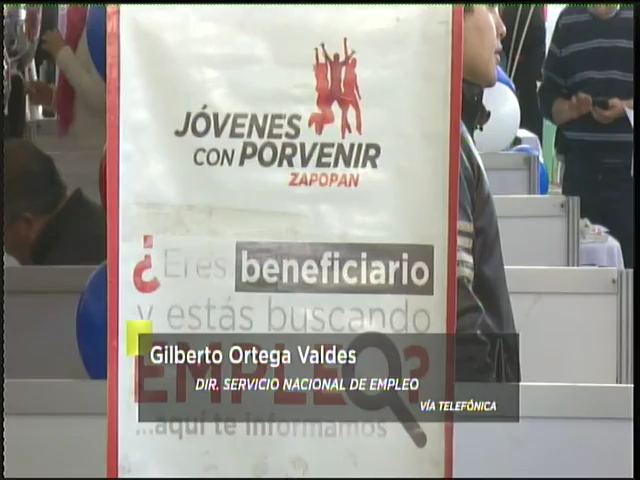 JÓVENES
CON PORVENIR
ZAPOPAN
¿Eres beneficiario
y estás buscando
EMPLEO?
...aquí te informamos
Gilberto Ortega Valdes
DIR. SERVICIO NACIONAL DE EMPLEO
VÍA TELEFÓNICA